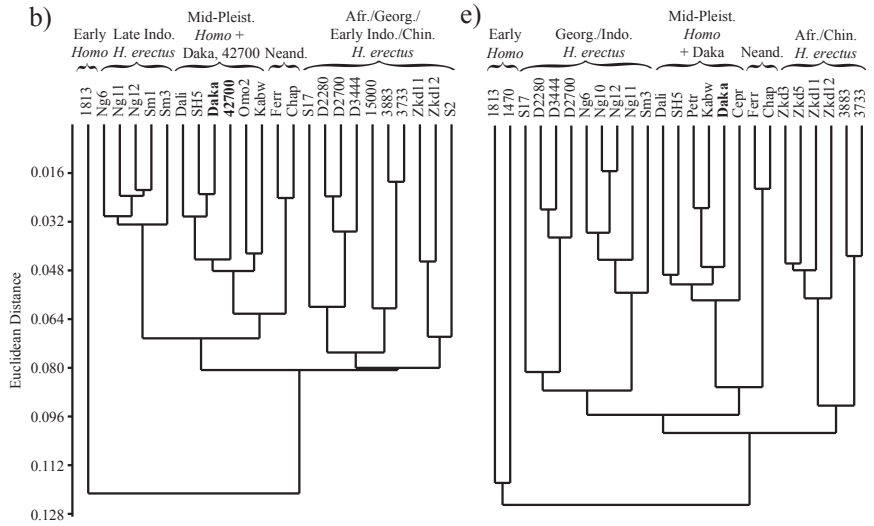 b)
Early
Homo
Late Indo.
H. erectus
Mid-Pleist.
Homo +
Daka, 42700
Neand.
Afr./Georg./
Early Indo./Chin.
H. erectus
1813
Ng6
Ng11
Ng12
Sm1
Sm3
Dali
SH5
Daka
42700
Omo2
Kabw
Ferr
Chap
S17
D2280
D2700
D3444
15000
3883
3733
Zkd11
Zkd12
S2
Euclidean Distance
0.016
0.032
0.048
0.064
0.080
0.096
0.112
0.128
e)
Early
Homo
Georg./Indo.
H. erectus
Mid-Pleist.
Homo
+ Daka
Neand.
Afr./Chin.
H. erectus
1813
1470
S17
D2280
D3444
D2700
Ng6
Ng10
Ng12
Ng11
Sm3
Dali
SH5
Petr
Kabw
Daka
Cepr
Ferr
Chap
Zkd3
Zkd5
Zkd11
Zkd12
3883
3733